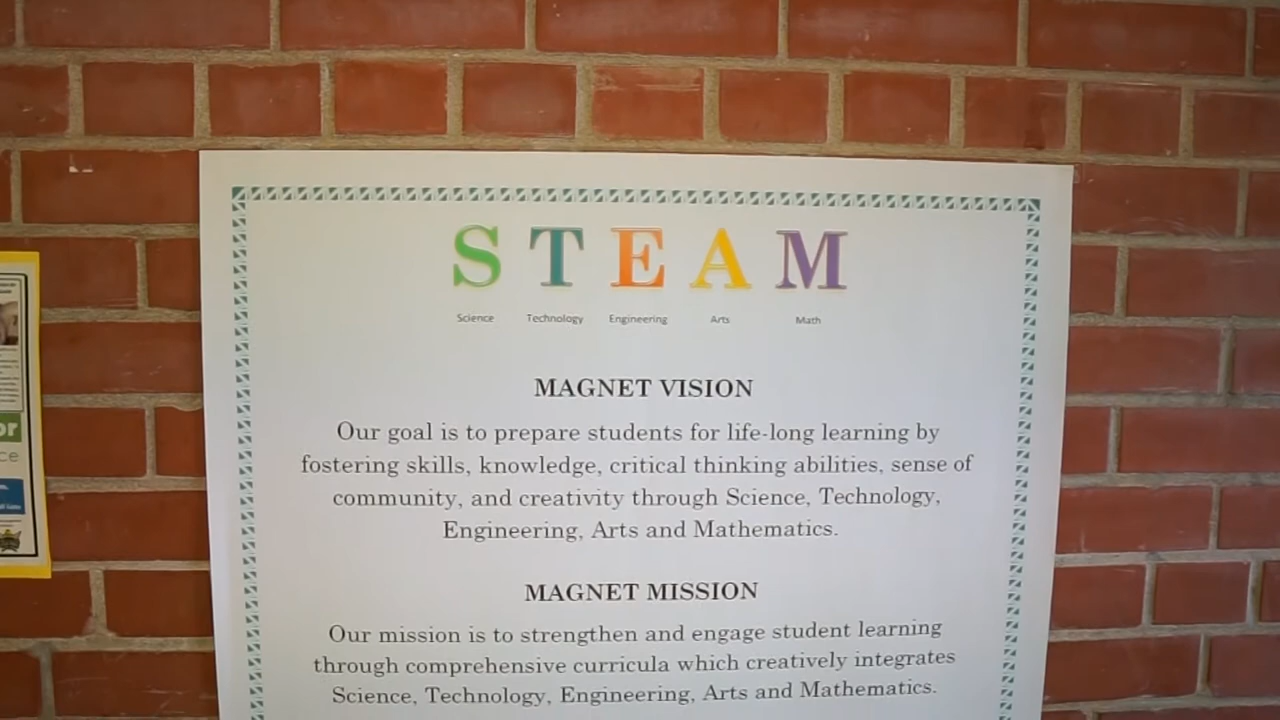 S T E A M
Science Technology Engineering Arts Math
MAGNET VISION
Our goal is to prepare students for life-long learning by
fostering skills, knowledge, critical thinking abilities, sense of
community, and creativity through Science, Technology,
Engineering, Arts and Mathematics.
MAGNET MISSION
Our mission is to strengthen and engage student learning
through comprehensive curricula which creatively integrates
Science, Technology, Engineering, Arts and Mathematics.
or
ce